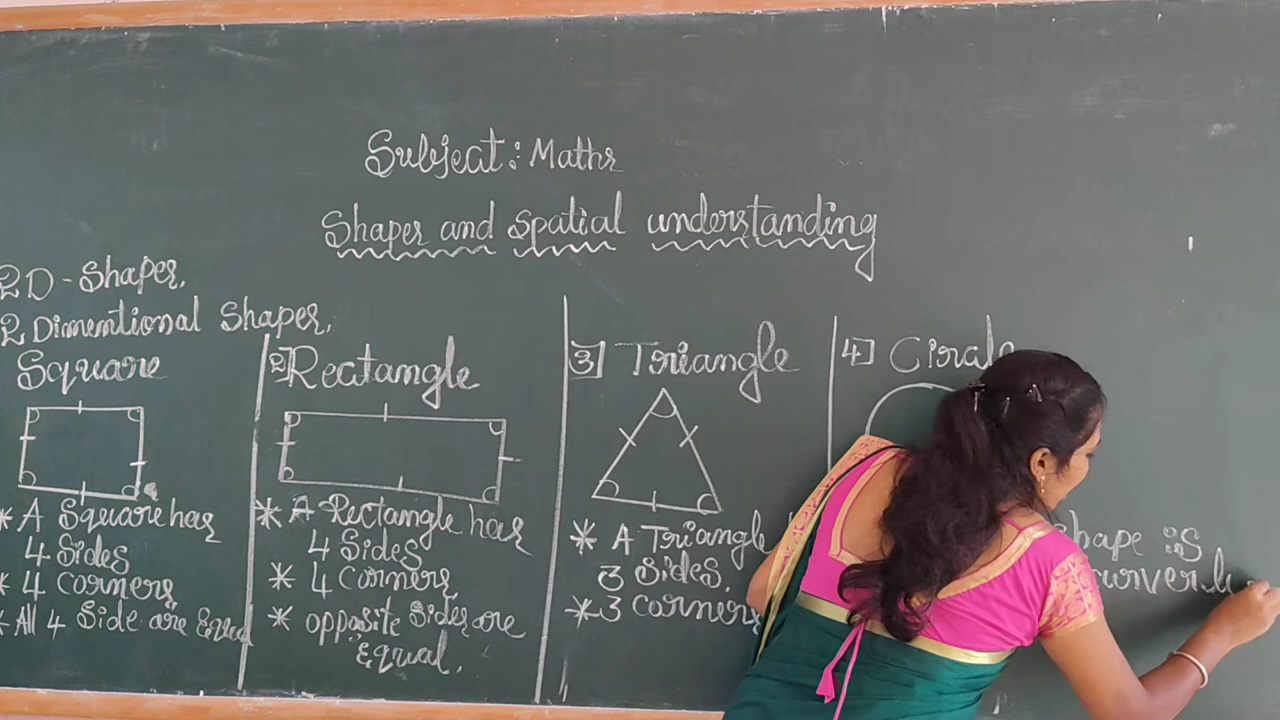 Subject: Maths
Shapes and Spatial understanding
2D - Shapes.
2 Dimentional Shapes.
Square
* A Square has
4 Sides
* 4 corners
* All 4 Side are Equal
2] Rectangle
* A Rectangle has
4 Sides
* 4 Corners
* opposite Sides are
Equal.
3] Triangle
* A Triangle
3 Sides.
* 3 corners
4] Circle
Shape is